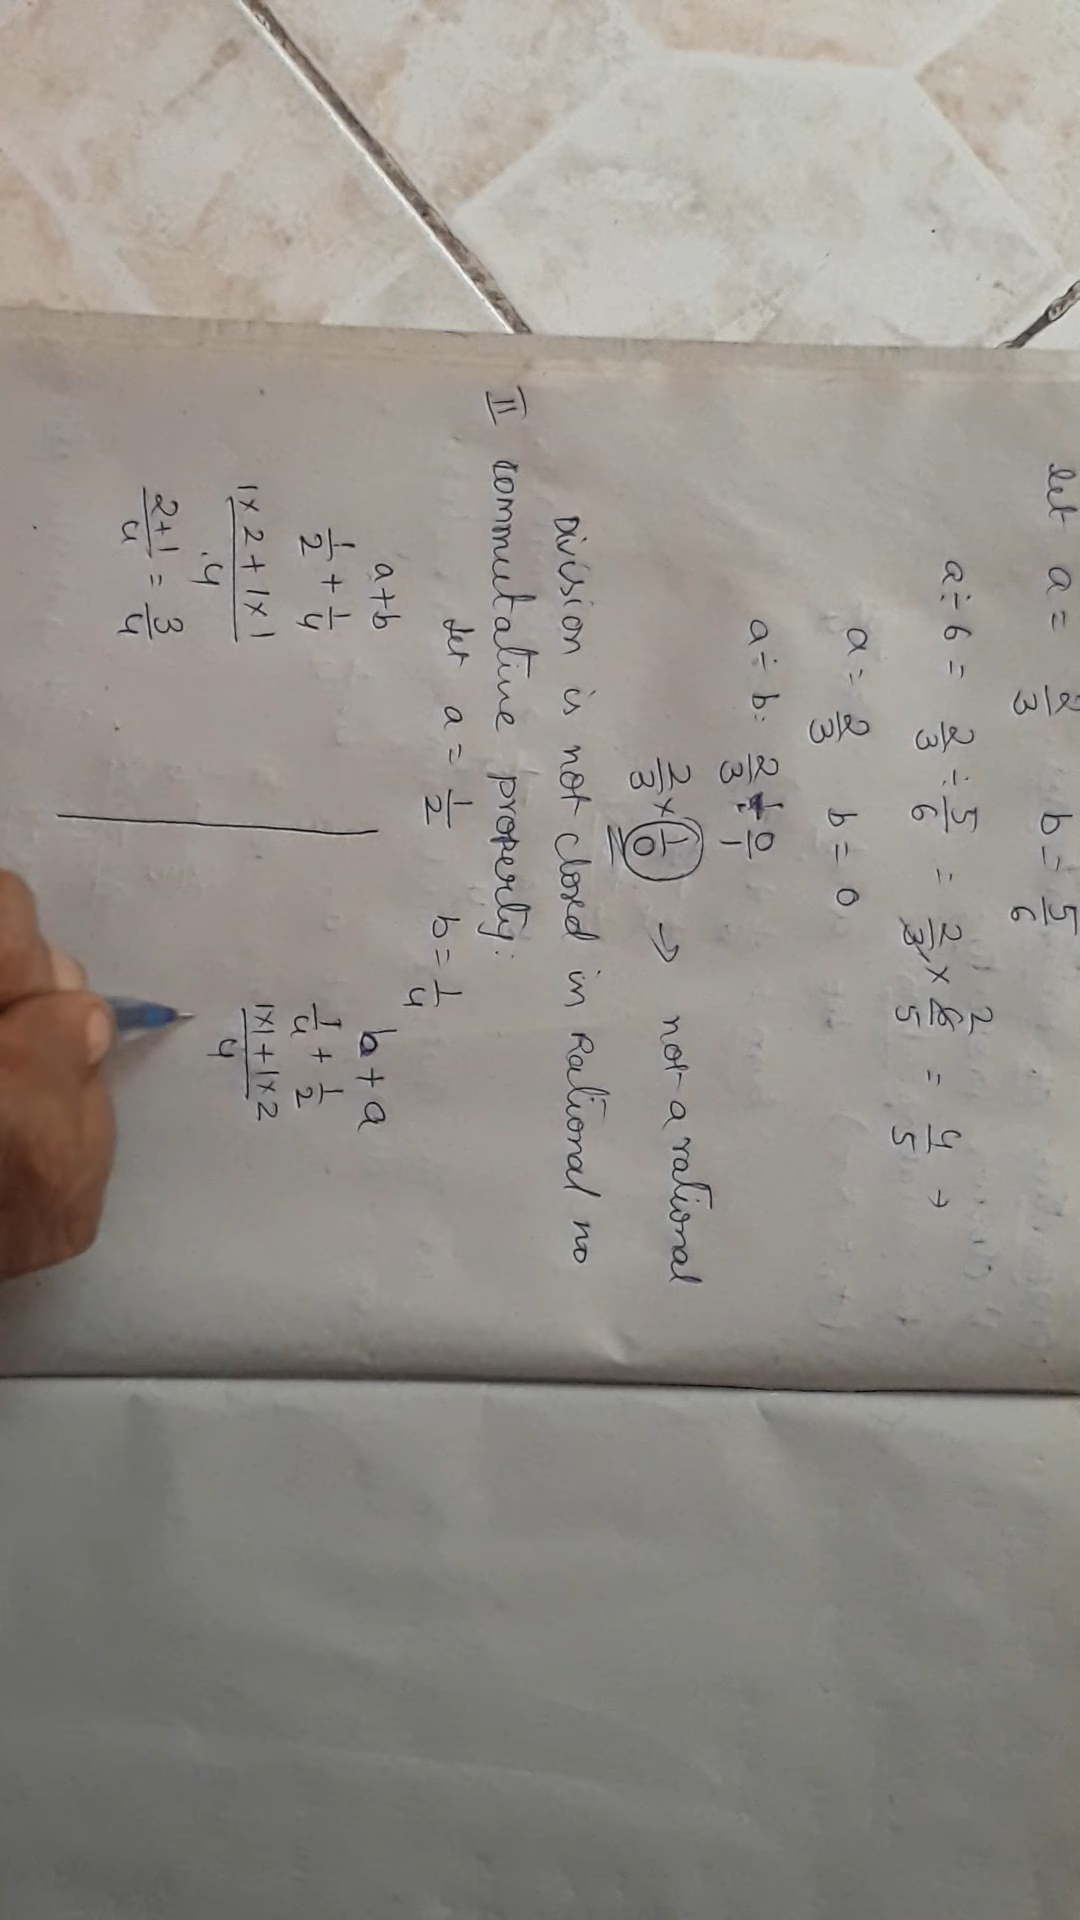 let a = 2/3 b = 5/6
a ÷ b = 2/3 ÷ 5/6 = 2/3 × 6/5 2 = 4/5 →
a = 2/3 b = 0
a ÷ b = 2/3 ÷ 0/1
2/3 × 1/0 → not a rational
Division is not closed in Rational no
II commutative property:
let a = 1/2 b = 1/4
a+b b+a
1/2 + 1/4 1/4 + 1/2
1×2+1×1/4 1×1+1×2/4
2+1/4 = 3/4